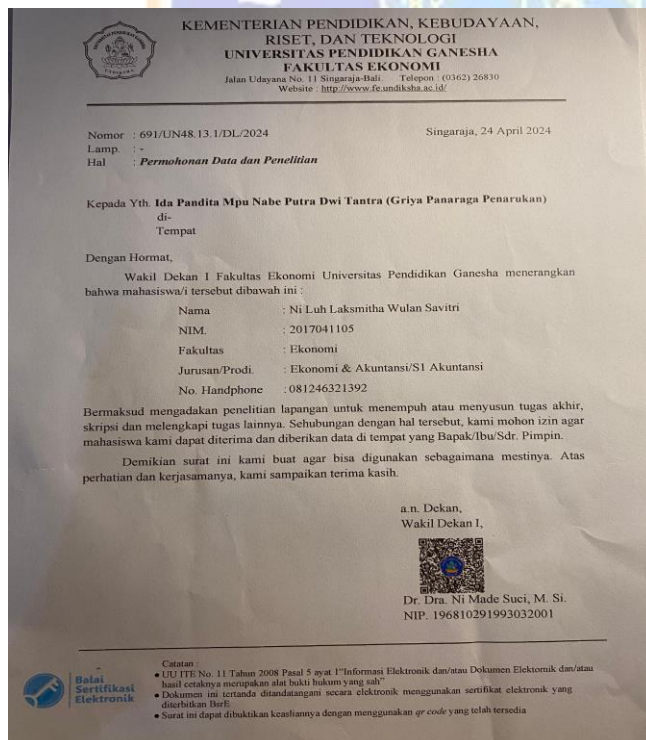 KEMENTERIAN PENDIDIKAN, KEBUDAYAAN,
RISET, DAN TEKNOLOGI
UNIVERSITAS PENDIDIKAN GANESHA
FAKULTAS EKONOMI
Jalan Udayana No. 11 Singaraja-Bali. Telepon : (0362) 26830
Website : http://www.fe.undiksha.ac.id/
Nomor : 691/UN48.13.1/DL/2024 Singaraja, 24 April 2024
Lamp. : -
Hal : Permohonan Data dan Penelitian
Kepada Yth. Ida Pandita Mpu Nabe Putra Dwi Tantra (Griya Panaraga Penarukan)
di-
Tempat
Dengan Hormat,
Wakil Dekan I Fakultas Ekonomi Universitas Pendidikan Ganesha menerangkan
bahwa mahasiswa/i tersebut dibawah ini :
Nama : Ni Luh Laksmitha Wulan Savitri
NIM. : 2017041105
Fakultas : Ekonomi
Jurusan/Prodi. : Ekonomi & Akuntansi/S1 Akuntansi
No. Handphone : 081246321392
Bermaksud mengadakan penelitian lapangan untuk menempuh atau menyusun tugas akhir,
skripsi dan melengkapi tugas lainnya. Sehubungan dengan hal tersebut, kami mohon izin agar
mahasiswa kami dapat diterima dan diberikan data di tempat yang Bapak/Ibu/Sdr. Pimpin.
Demikian surat ini kami buat agar bisa digunakan sebagaimana mestinya. Atas
perhatian dan kerjasamanya, kami sampaikan terima kasih.
a.n. Dekan,
Wakil Dekan I,
Dr. Dra. Ni Made Suci, M. Si.
NIP. 196810291993032001
Balai
Sertifikasi
Elektronik
Catatan :
• UU ITE No. 11 Tahun 2008 Pasal 5 ayat 1"Informasi Elektronik dan/atau Dokumen Elektornik dan/atau
hasil cetaknya merupakan alat bukti hukum yang sah"
• Dokumen ini tertanda ditandatangani secara elektronik menggunakan sertifikat elektronik yang
diterbitkan BsrE
• Surat ini dapat dibuktikan keasliannya dengan menggunakan qr code yang telah tersedia